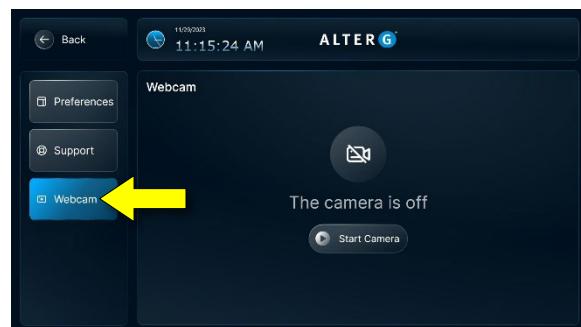 Back
11/29/2023
11:15:24 AM
ALTERG
Preferences
Support
Webcam
Webcam
The camera is off
Start Camera